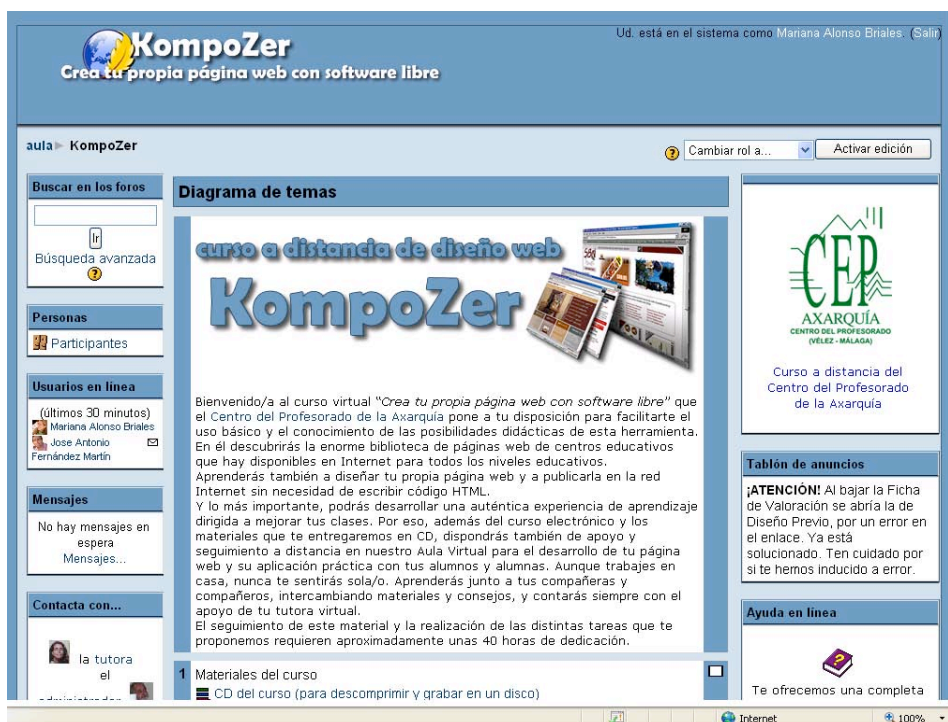 KompoZer
Crea tu propia página web con software libre
Ud. está en el sistema como Mariana Alonso Briales. (Salir)
aula ► KompoZer
Cambiar rol a...
Activar edición
Buscar en los foros
Ir
Búsqueda avanzada
Personas
Participantes
Usuarios en línea
(últimos 30 minutos)
Mariana Alonso Briales
Jose Antonio
Fernández Martín
Mensajes
No hay mensajes en
espera
Mensajes...
Contacta con...
la tutora
el
administrador
Diagrama de temas
curso a distancia de diseño web
KompoZer
Bienvenido/a al curso virtual "Crea tu propia página web con software libre" que
el Centro del Profesorado de la Axarquía pone a tu disposición para facilitarte el
uso básico y el conocimiento de las posibilidades didácticas de esta herramienta.
En él descubrirás la enorme biblioteca de páginas web de centros educativos
que hay disponibles en Internet para todos los niveles educativos.
Aprenderás también a diseñar tu propia página web y a publicarla en la red
Internet sin necesidad de escribir código HTML.
Y lo más importante, podrás desarrollar una auténtica experiencia de aprendizaje
dirigida a mejorar tus clases. Por eso, además del curso electrónico y los
materiales que te entregaremos en CD, dispondrás también de apoyo y
seguimiento a distancia en nuestro Aula Virtual para el desarrollo de tu página
web y su aplicación práctica con tus alumnos y alumnas. Aunque trabajes en
casa, nunca te sentirás sola/o. Aprenderás junto a tus compañeras y
compañeros, intercambiando materiales y consejos, y contarás siempre con el
apoyo de tu tutora virtual.
El seguimiento de este material y la realización de las distintas tareas que te
proponemos requieren aproximadamente unas 40 horas de dedicación.
1 Materiales del curso
CD del curso (para descomprimir y grabar en un disco)
CEP
AXARQUÍA
CENTRO DEL PROFESORADO
(VÉLEZ - MÁLAGA)
Curso a distancia del
Centro del Profesorado
de la Axarquía
Tablón de anuncios
¡ATENCIÓN! Al bajar la Ficha
de Valoración se abría la de
Diseño Previo, por un error en
el enlace. Ya está
solucionado. Ten cuidado por
si te hemos inducido a error.
Ayuda en línea
Te ofrecemos una completa
Internet
100%